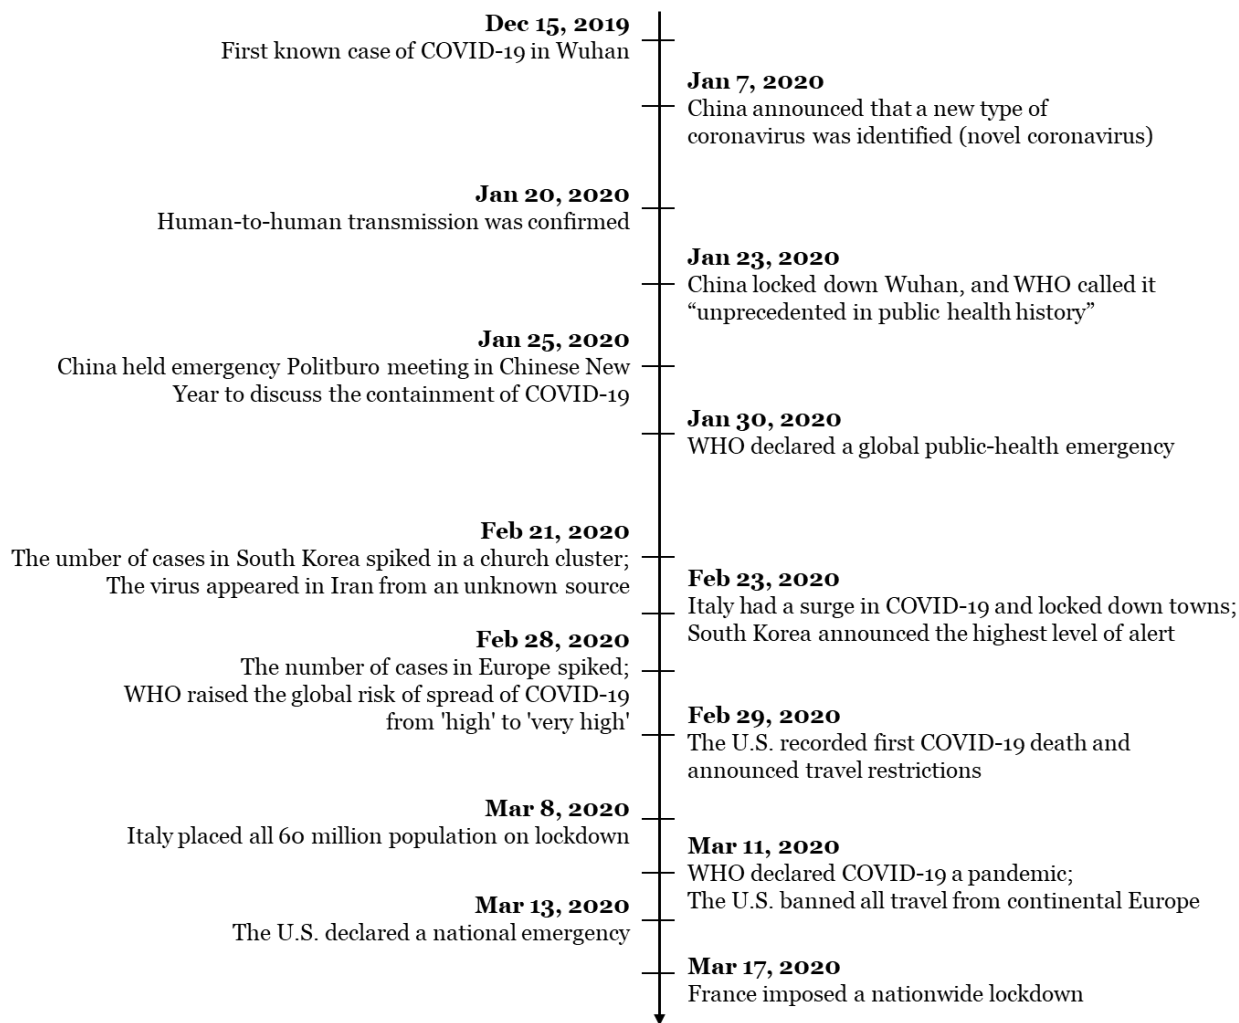 Dec 15, 2019
First known case of COVID-19 in Wuhan
Jan 7, 2020
China announced that a new type of
coronavirus was identified (novel coronavirus)
Jan 20, 2020
Human-to-human transmission was confirmed
Jan 23, 2020
China locked down Wuhan, and WHO called it
“unprecedented in public health history”
Jan 25, 2020
China held emergency Politburo meeting in Chinese New
Year to discuss the containment of COVID-19
Jan 30, 2020
WHO declared a global public-health emergency
Feb 21, 2020
The umber of cases in South Korea spiked in a church cluster;
The virus appeared in Iran from an unknown source
Feb 23, 2020
Italy had a surge in COVID-19 and locked down towns;
South Korea announced the highest level of alert
Feb 28, 2020
The number of cases in Europe spiked;
WHO raised the global risk of spread of COVID-19
from 'high' to 'very high'
Feb 29, 2020
The U.S. recorded first COVID-19 death and
announced travel restrictions
Mar 8, 2020
Italy placed all 60 million population on lockdown
Mar 11, 2020
WHO declared COVID-19 a pandemic;
The U.S. banned all travel from continental Europe
Mar 13, 2020
The U.S. declared a national emergency
Mar 17, 2020
France imposed a nationwide lockdown